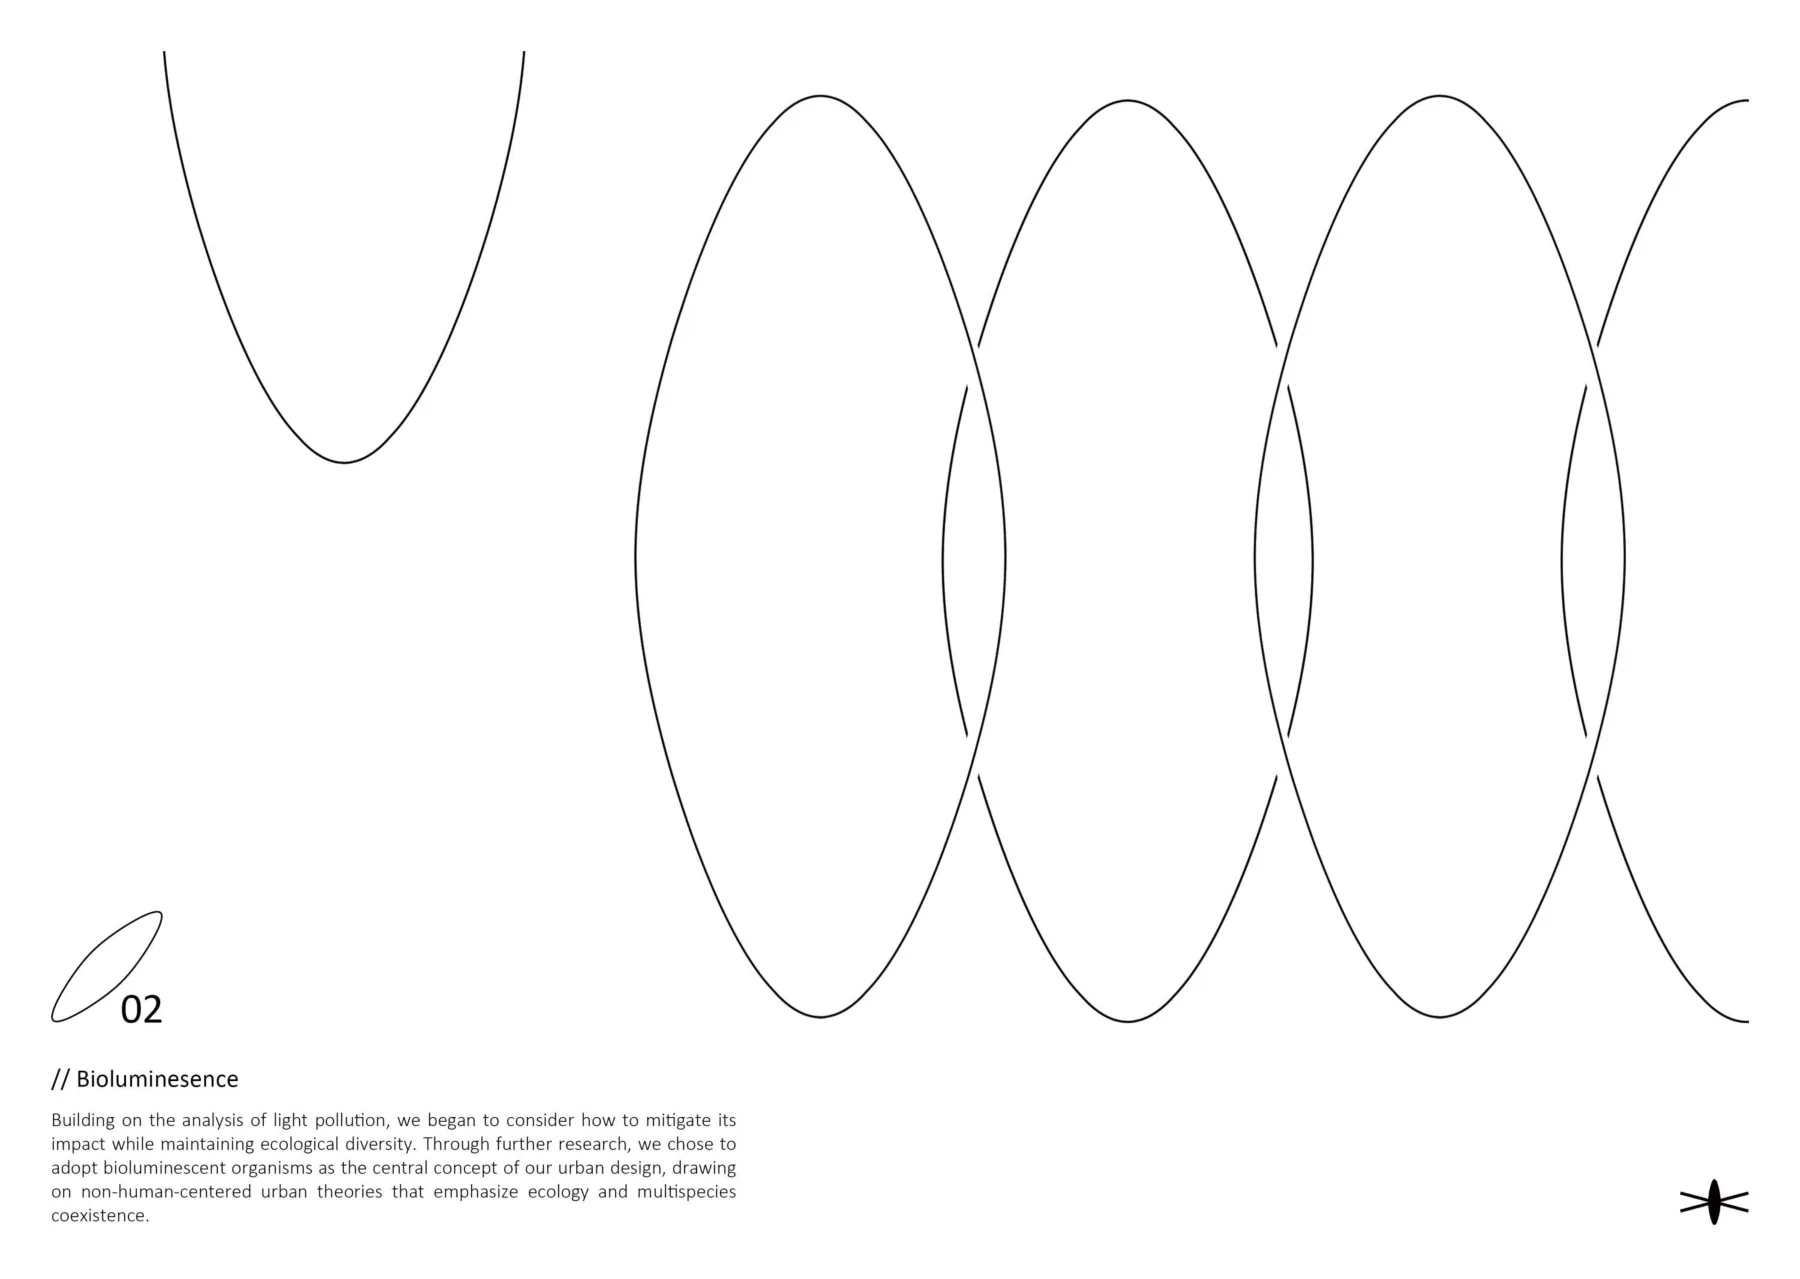 02
// Bioluminesence
Building on the analysis of light pollution, we began to consider how to mitigate its
impact while maintaining ecological diversity. Through further research, we chose to
adopt bioluminescent organisms as the central concept of our urban design, drawing
on non-human-centered urban theories that emphasize ecology and multispecies
coexistence.